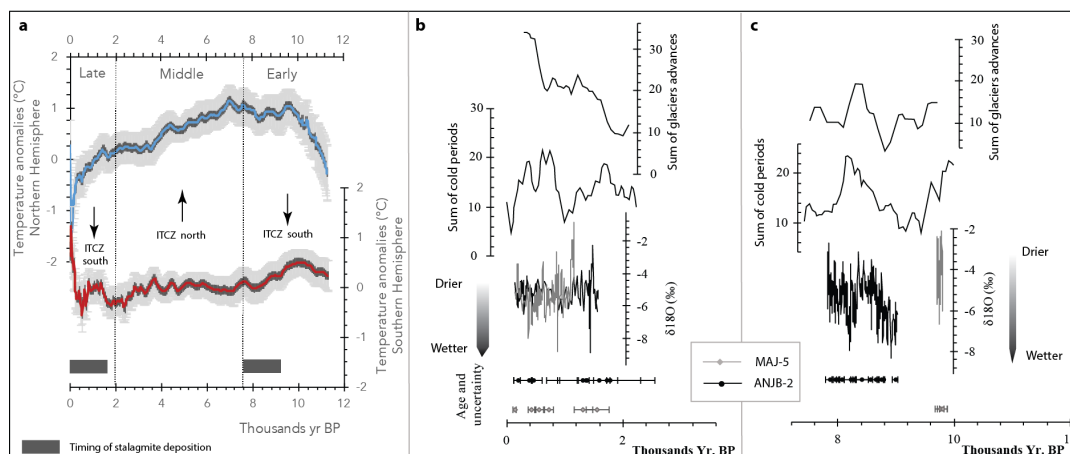 a
0 2 4 6 8 10 12
Late Middle Early
2
1
0
-1
-2
Temperature anomalies (°C)
Northern Hemisphere
ITCZ
south
ITCZ north
ITCZ south
2
1
0
-1
-2
Temperature anomalies (°C)
Southern Hemisphere
0 2 4 6 8 10 12
Thousands yr BP
Timing of stalagmite deposition
b
30
20
10
0
Sum of cold periods
30
20
10
0
Sum of glaciers advances
Drier
Wetter
-2
-4
-6
-8
δ18O (‰)
Age and
uncertainty
0 2
Thousands Yr. BP
MAJ-5
ANJB-2
c
30
20
10
Sum of glaciers advances
20
10
Sum of cold periods
-2
-4
-6
-8
δ18O (‰)
Drier
Wetter
8 10 1
Thousands Yr. BP